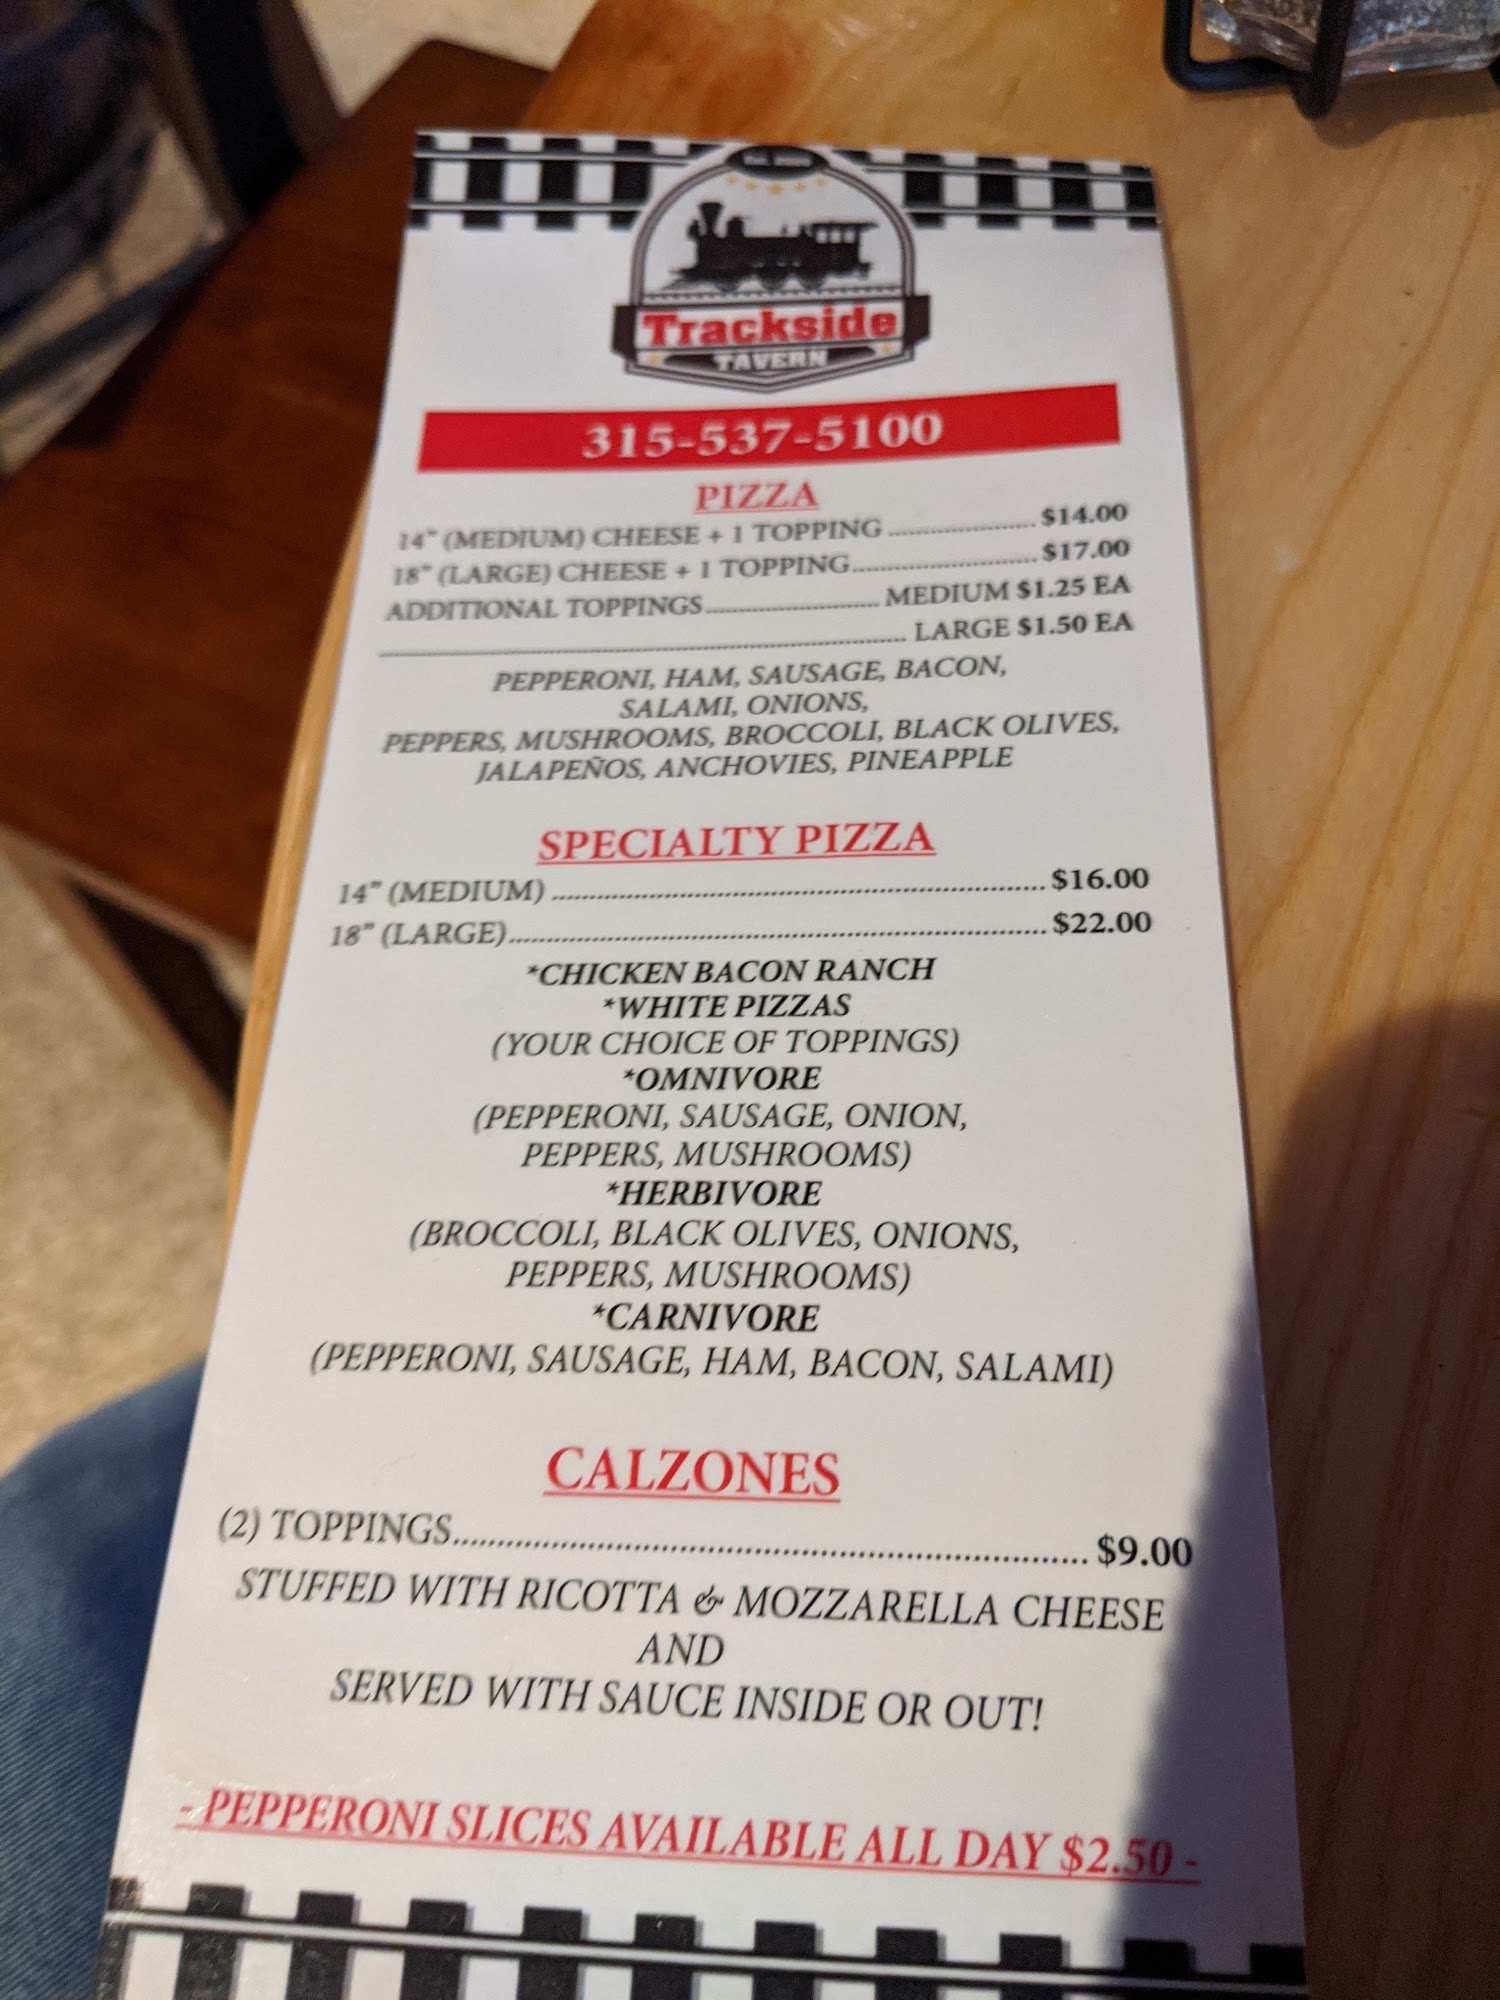 Trackside
TAVERN
315-537-5100
PIZZA
14" (MEDIUM) CHEESE + 1 TOPPING ........ $14.00
18" (LARGE) CHEESE + 1 TOPPING ........ $17.00
ADDITIONAL TOPPINGS ........ MEDIUM $1.25 EA
........ LARGE $1.50 EA
PEPPERONI, HAM, SAUSAGE, BACON,
SALAMI, ONIONS,
PEPPERS, MUSHROOMS, BROCCOLI, BLACK OLIVES,
JALAPEÑOS, ANCHOVIES, PINEAPPLE
SPECIALTY PIZZA
14" (MEDIUM) ........ $16.00
18" (LARGE) ........ $22.00
*CHICKEN BACON RANCH
*WHITE PIZZAS
(YOUR CHOICE OF TOPPINGS)
*OMNIVORE
(PEPPERONI, SAUSAGE, ONION,
PEPPERS, MUSHROOMS)
*HERBIVORE
(BROCCOLI, BLACK OLIVES, ONIONS,
PEPPERS, MUSHROOMS)
*CARNIVORE
(PEPPERONI, SAUSAGE, HAM, BACON, SALAMI)
CALZONES
(2) TOPPINGS ........ $9.00
STUFFED WITH RICOTTA & MOZZARELLA CHEESE
AND
SERVED WITH SAUCE INSIDE OR OUT!
- PEPPERONI SLICES AVAILABLE ALL DAY $2.50 -